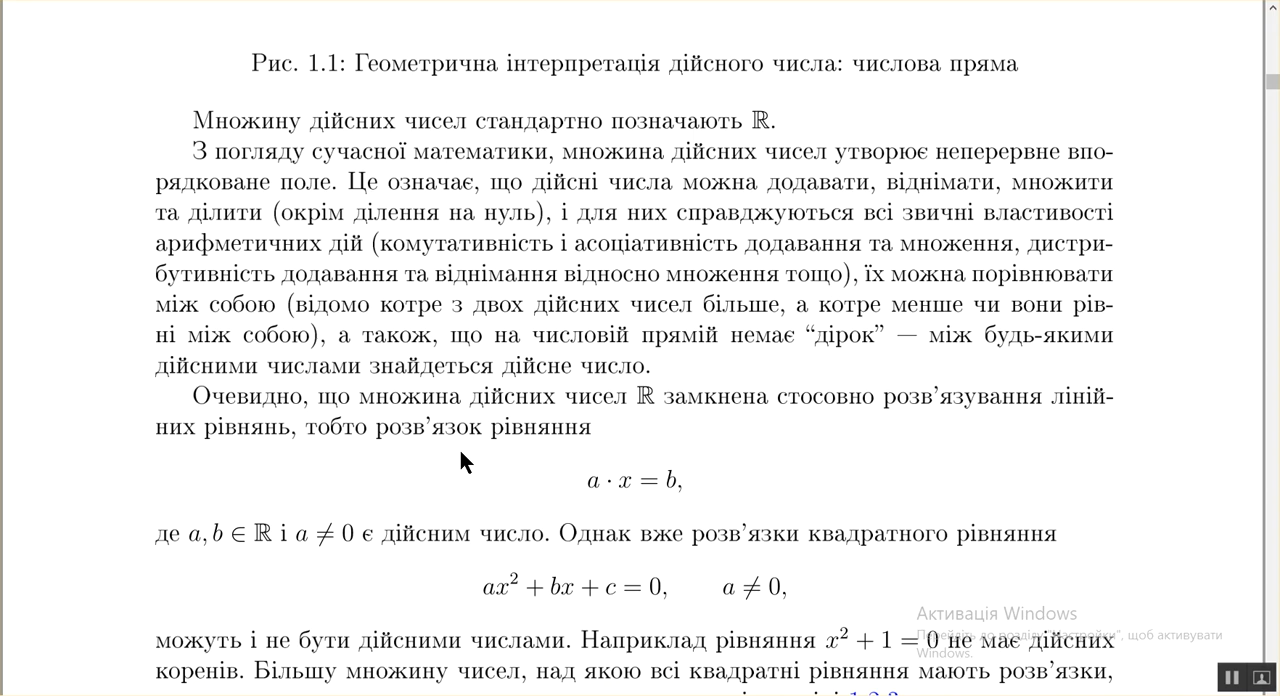 Рис. 1.1: Геометрична інтерпретація дійсного числа: числова пряма
Множину дійсних чисел стандартно позначають ℝ.
З погляду сучасної математики, множина дійсних чисел утворює неперервне впо-
рядковане поле. Це означає, що дійсні числа можна додавати, віднімати, множити
та ділити (окрім ділення на нуль), і для них справджуються всі звичні властивості
арифметичних дій (комутативність і асоціативність додавання та множення, дистри-
бутивність додавання та віднімання відносно множення тощо), їх можна порівнювати
між собою (відомо котре з двох дійсних чисел більше, а котре менше чи вони рів-
ні між собою), а також, що на числовій прямій немає “дірок” — між будь-якими
дійсними числами знайдеться дійсне число.
Очевидно, що множина дійсних чисел ℝ замкнена стосовно розв’язування ліній-
них рівнянь, тобто розв’язок рівняння
a · x = b,
де a, b ∈ ℝ і a ≠ 0 є дійсним число. Однак вже розв’язки квадратного рівняння
ax² + bx + c = 0, a ≠ 0,
можуть і не бути дійсними числами. Наприклад рівняння x² + 1 = 0 не має дійсних
коренів. Більшу множину чисел, над якою всі квадратні рівняння мають розв’язки,
Активація Windows
Перейдіть до розділу "Настройки", щоб активувати
Windows.